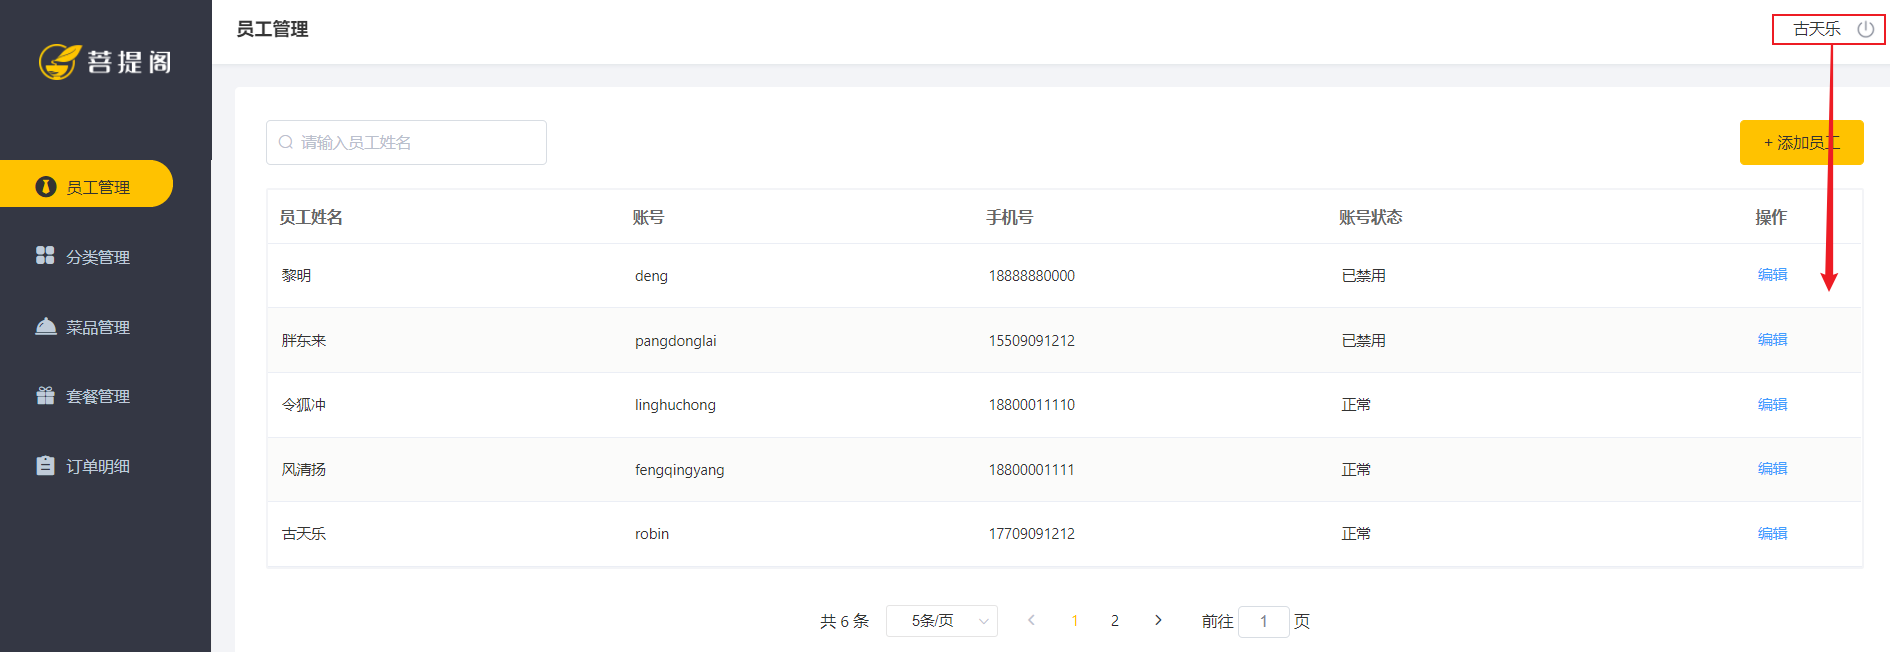 菩提阁
员工管理
古天乐
员工管理
分类管理
菜品管理
套餐管理
订单明细
请输入员工姓名
+ 添加员工
员工姓名 账号 手机号 账号状态 操作
黎明 deng 18888880000 已禁用 编辑
胖东来 pangdonglai 15509091212 已禁用 编辑
令狐冲 linghuchong 18800011110 正常 编辑
风清扬 fengqingyang 18800001111 正常 编辑
古天乐 robin 17709091212 正常 编辑
共 6 条 5条/页 1 2 前往 1 页